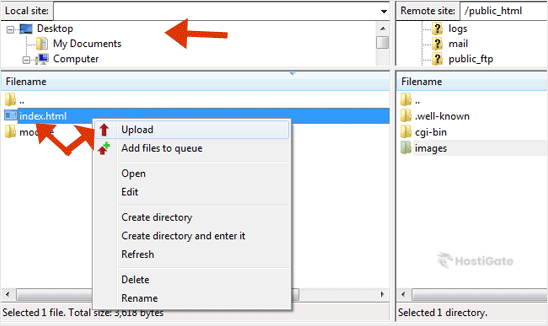 Local site:
Desktop
My Documents
Computer
Filename
..
index.html
Upload
Add files to queue
Open
Edit
Create directory
Create directory and enter it
Refresh
Delete
Rename
Selected 1 file. Total size: 3,618 bytes
Remote site: /public_html
logs
mail
public_ftp
Filename
..
.well-known
cgi-bin
images
HostiGate
Selected 1 directory.